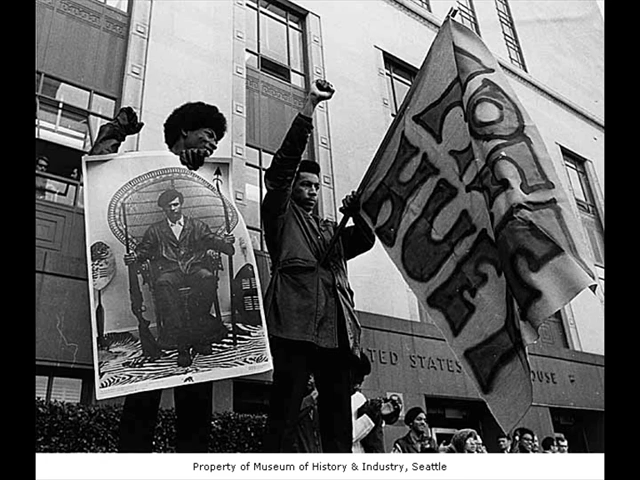 HUEY
TED STATES
OUSE
Property of Museum of History & Industry, Seattle